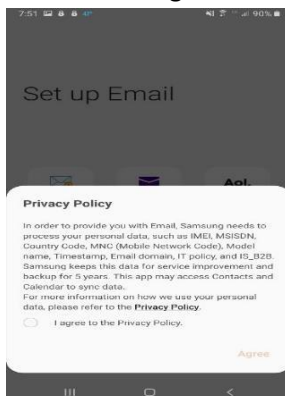 7:51 47° 90%
Set up Email
Aol.
Privacy Policy
In order to provide you with Email, Samsung needs to
process your personal data, such as IMEI, MSISDN,
Country Code, MNC (Mobile Network Code), Model
name, Timestamp, Email domain, IT policy, and IS_B2B.
Samsung keeps this data for service improvement and
backup for 5 years. This app may access Contacts and
Calendar to sync data.
For more information on how we use your personal
data, please refer to the Privacy Policy.
I agree to the Privacy Policy.
Agree